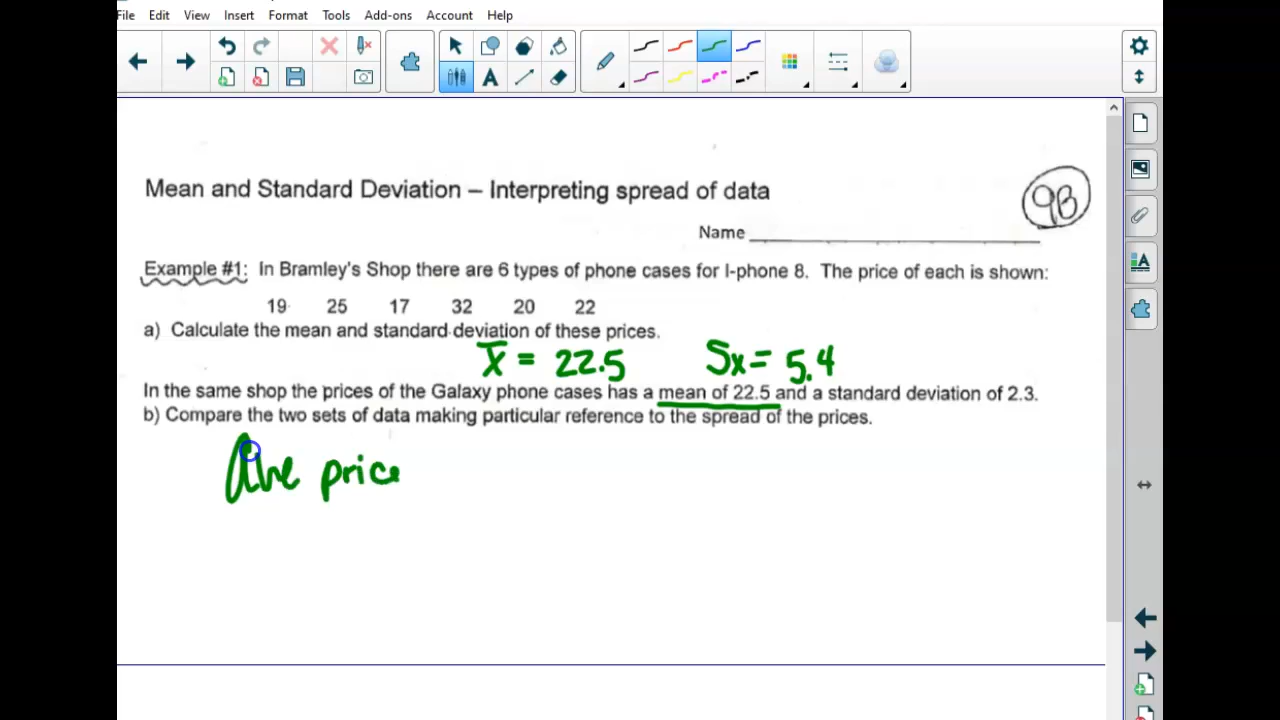 File Edit View Insert Format Tools Add-ons Account Help
Mean and Standard Deviation – Interpreting spread of data
9B
Name
Example #1: In Bramley's Shop there are 6 types of phone cases for I-phone 8. The price of each is shown:
19 25 17 32 20 22
a) Calculate the mean and standard deviation of these prices.
x̅ = 22.5 Sx = 5.4
In the same shop the prices of the Galaxy phone cases has a mean of 22.5 and a standard deviation of 2.3.
b) Compare the two sets of data making particular reference to the spread of the prices.
Ave price